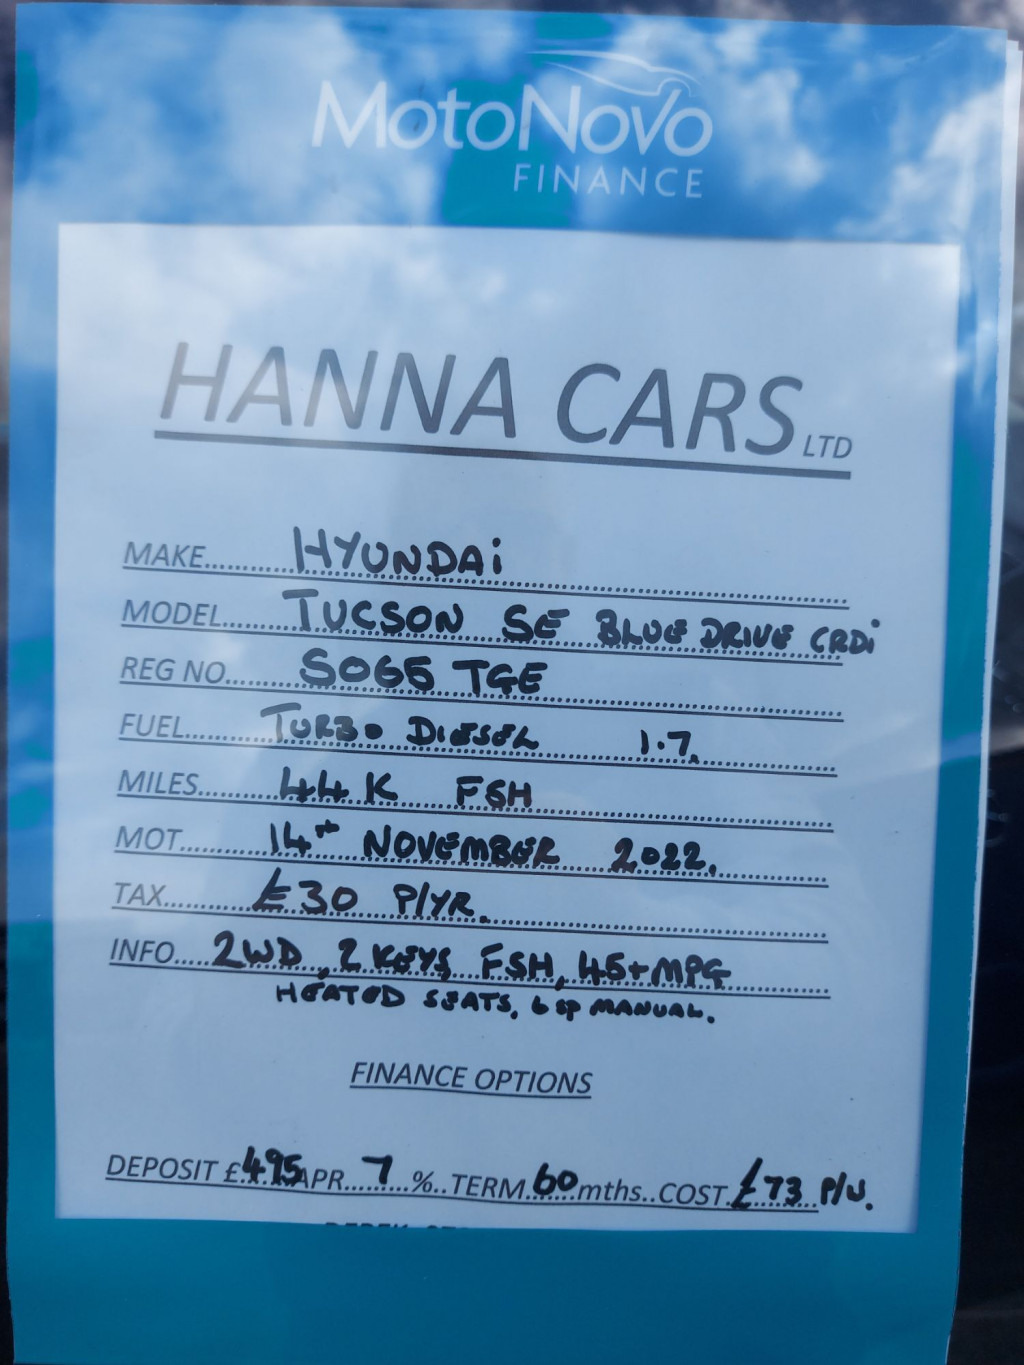 MotoNovo
FINANCE
HANNA CARS LTD
MAKE......... HYUNDAi
MODEL....... TUCSON SE BLUE DRIVE CRDi
REG NO....... SO65 TGE
FUEL....... TURBO DIESEL 1.7.
MILES....... 44K FSH
MOT....... 14th NOVEMBER 2022.
TAX....... £30 P/YR.
INFO..... 2WD, 2 KEYS, FSH, 45+MPG
HEATED SEATS, 6 SP MANUAL.
FINANCE OPTIONS
DEPOSIT £ 495 APR.... 7 ...%..TERM 60 mths..COST. £73 P/W.